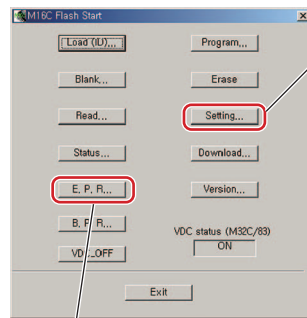 M16C Flash Start
Load (ID)...
Program...
Blank...
Erase
Read...
Setting...
Status...
Download...
E. P. R...
Version...
B. P. R...
VDC status (M32C/83)
VDC_OFF
ON
Exit